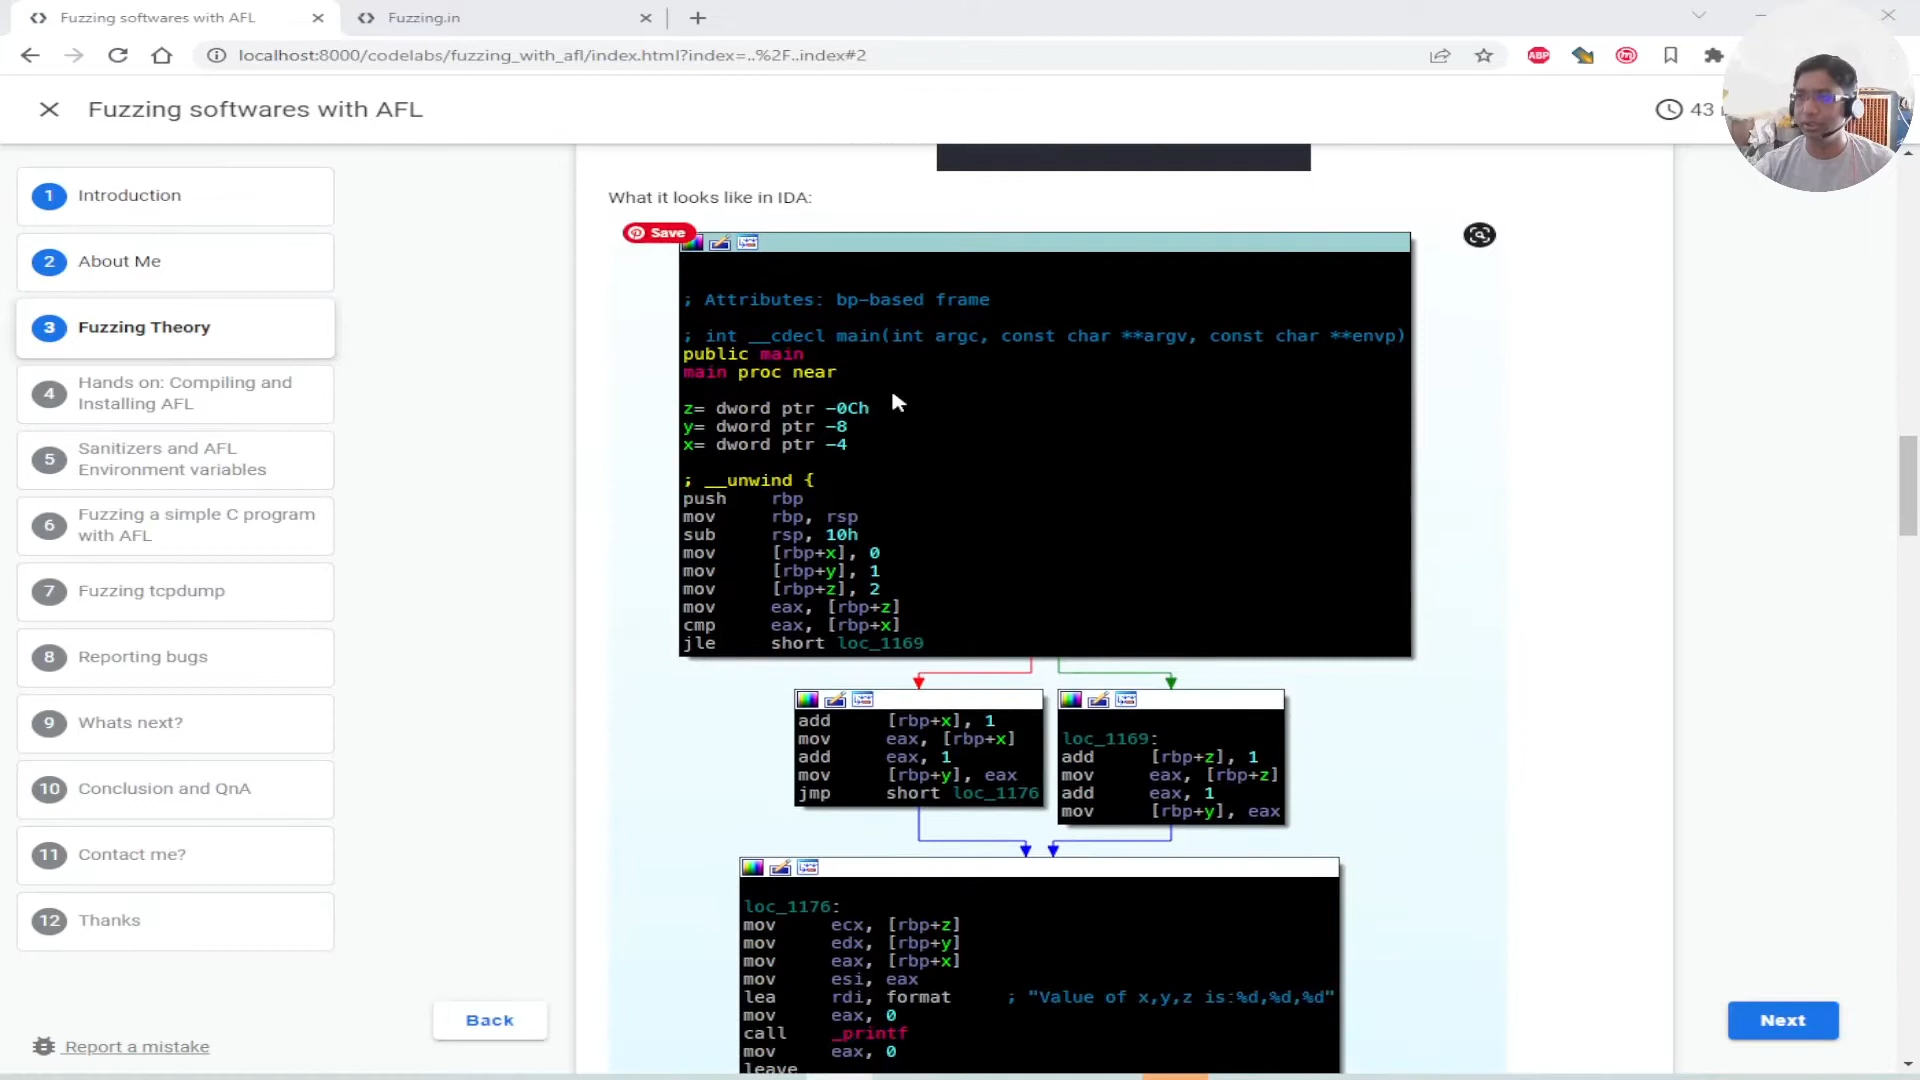 Fuzzing softwares with AFL
Fuzzing.in
localhost:8000/codelabs/fuzzing_with_afl/index.html?index=..%2F..index#2
ABP
Fuzzing softwares with AFL
43
1 Introduction
2 About Me
3 Fuzzing Theory
4 Hands on: Compiling and
Installing AFL
5 Sanitizers and AFL
Environment variables
6 Fuzzing a simple C program
with AFL
7 Fuzzing tcpdump
8 Reporting bugs
9 Whats next?
10 Conclusion and QnA
11 Contact me?
12 Thanks
Report a mistake
What it looks like in IDA:
Save
; Attributes: bp-based frame
; int __cdecl main(int argc, const char **argv, const char **envp)
public main
main proc near
z= dword ptr -0Ch
y= dword ptr -8
x= dword ptr -4
; __unwind {
push rbp
mov rbp, rsp
sub rsp, 10h
mov [rbp+x], 0
mov [rbp+y], 1
mov [rbp+z], 2
mov eax, [rbp+z]
cmp eax, [rbp+x]
jle short loc_1169
add [rbp+x], 1
mov eax, [rbp+x]
add eax, 1
mov [rbp+y], eax
jmp short loc_1176
loc_1169:
add [rbp+z], 1
mov eax, [rbp+z]
add eax, 1
mov [rbp+y], eax
loc_1176:
mov ecx, [rbp+z]
mov edx, [rbp+y]
mov eax, [rbp+x]
mov esi, eax
lea rdi, format ; "Value of x,y,z is:%d,%d,%d"
mov eax, 0
call _printf
mov eax, 0
leave
Back
Next